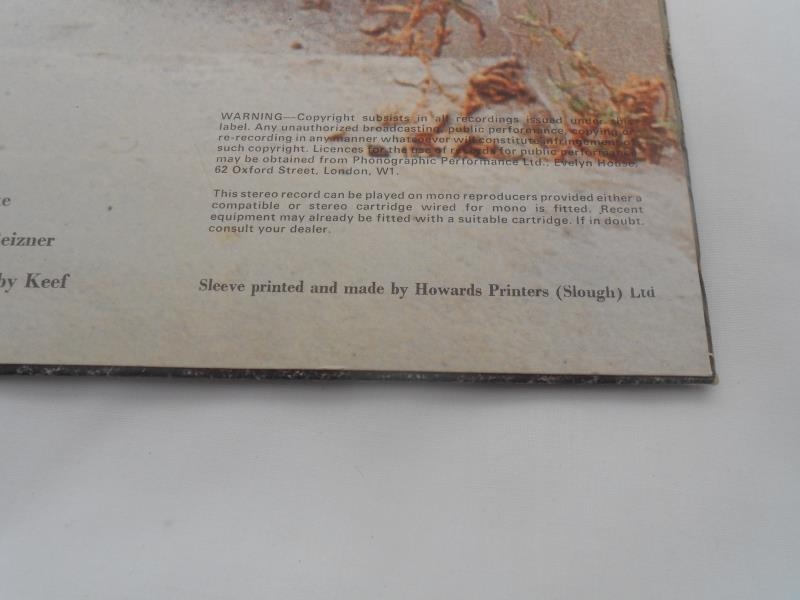 WARNING—Copyright subsists in all recordings issued under this
label. Any unauthorized broadcasting, public performance, copying or
re-recording in any manner whatsoever will constitute infringement of
such copyright. Licences for the use of records for public performance
may be obtained from Phonographic Performance Ltd., Evelyn House,
62 Oxford Street, London, W1.
This stereo record can be played on mono reproducers provided either a
compatible or stereo cartridge wired for mono is fitted. Recent
equipment may already be fitted with a suitable cartridge. If in doubt.
consult your dealer.
eizner
by Keef
Sleeve printed and made by Howards Printers (Slough) Ltd